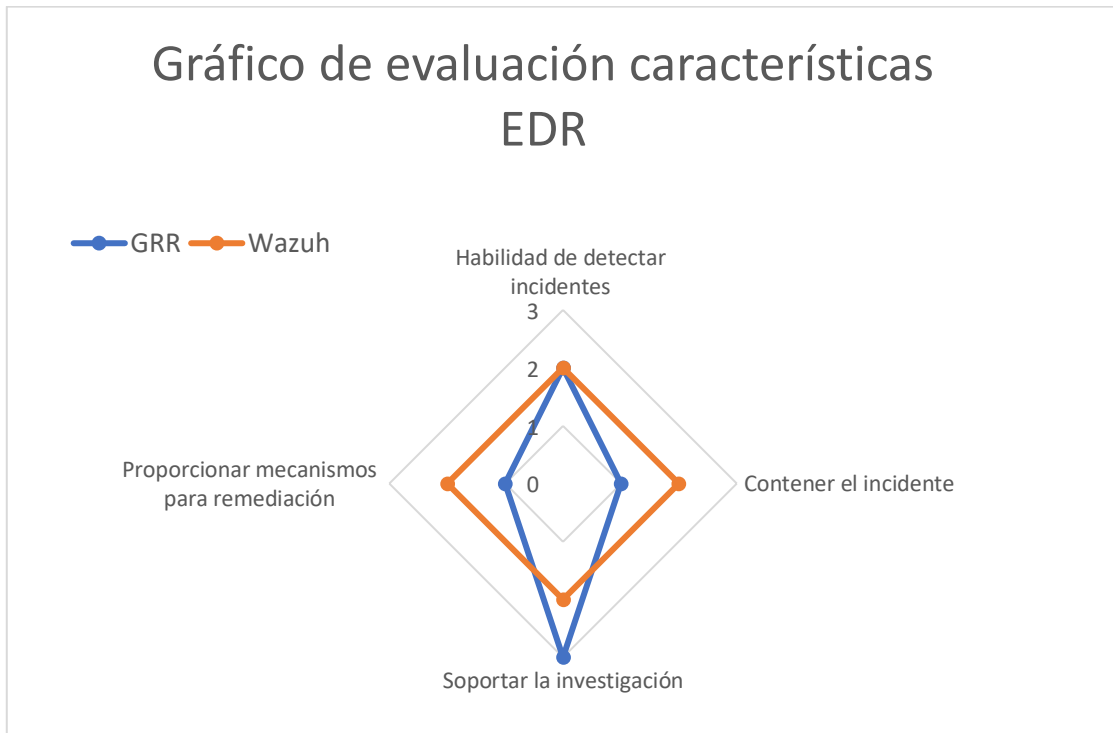 Gráfico de evaluación características
EDR
GRR
Wazuh
Habilidad de detectar
incidentes
3
2
1
0
Proporcionar mecanismos
para remediación
Contener el incidente
Soportar la investigación